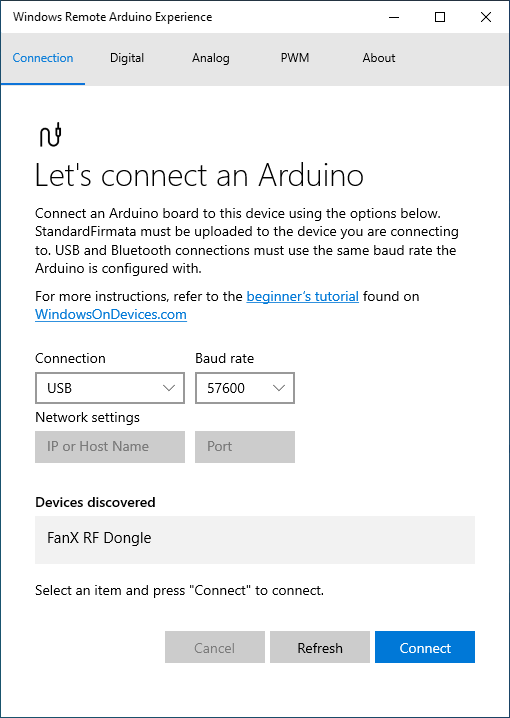 Windows Remote Arduino Experience
Connection Digital Analog PWM About
Let's connect an Arduino
Connect an Arduino board to this device using the options below.
StandardFirmata must be uploaded to the device you are connecting
to. USB and Bluetooth connections must use the same baud rate the
Arduino is configured with.
For more instructions, refer to the beginner's tutorial found on
WindowsOnDevices.com
Connection Baud rate
USB 57600
Network settings
IP or Host Name Port
Devices discovered
FanX RF Dongle
Select an item and press "Connect" to connect.
Cancel Refresh Connect